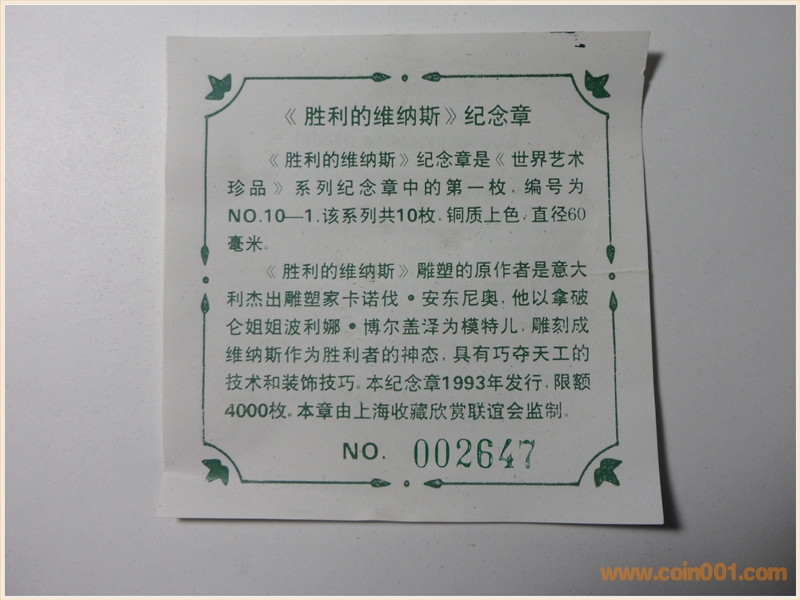 《胜利的维纳斯》纪念章
《胜利的维纳斯》纪念章是《世界艺术
珍品》系列纪念章中的第一枚,编号为
NO.10—1.该系列共10枚,铜质上色,直径60
毫米。
《胜利的维纳斯》雕塑的原作者是意大
利杰出雕塑家卡诺伐·安东尼奥,他以拿破
仑姐姐波利娜·博尔盖泽为模特儿,雕刻成
维纳斯作为胜利者的神态,具有巧夺天工的
技术和装饰技巧。本纪念章1993年发行,限额
4000枚。本章由上海收藏欣赏联谊会监制。
NO. 002647
www.coin001.com